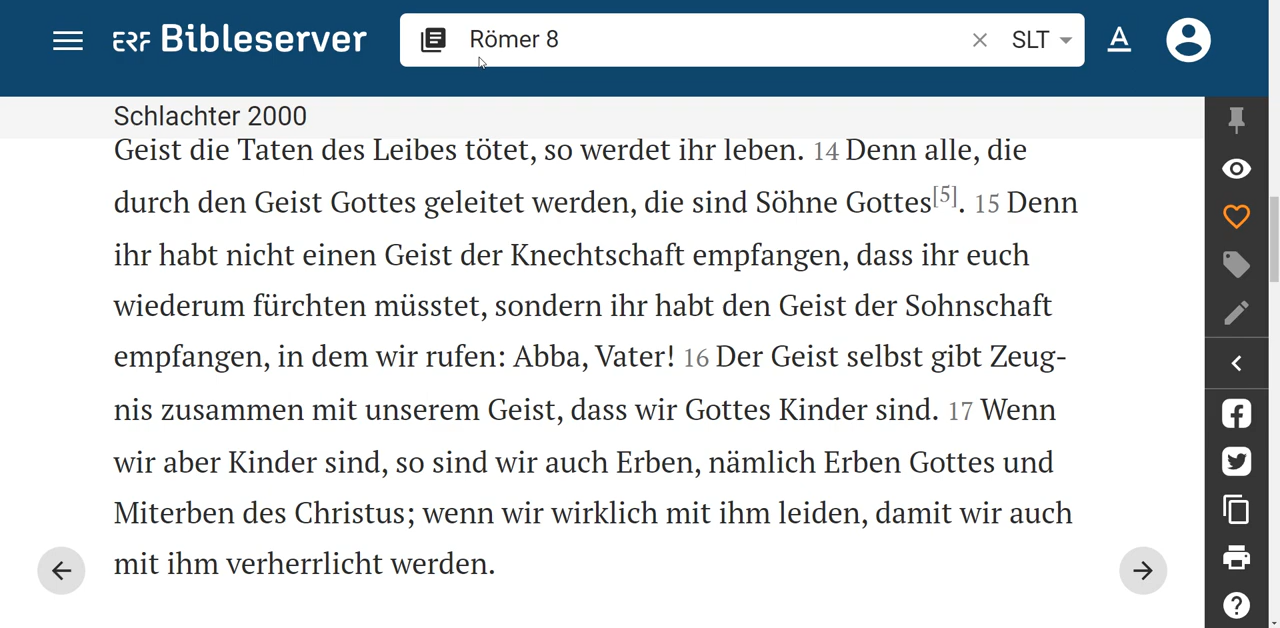 ERF Bibleserver
Römer 8
SLT
A
Schlachter 2000
Geist die Taten des Leibes tötet, so werdet ihr leben. 14 Denn alle, die
durch den Geist Gottes geleitet werden, die sind Söhne Gottes[5]. 15 Denn
ihr habt nicht einen Geist der Knechtschaft empfangen, dass ihr euch
wiederum fürchten müsstet, sondern ihr habt den Geist der Sohnschaft
empfangen, in dem wir rufen: Abba, Vater! 16 Der Geist selbst gibt Zeug-
nis zusammen mit unserem Geist, dass wir Gottes Kinder sind. 17 Wenn
wir aber Kinder sind, so sind wir auch Erben, nämlich Erben Gottes und
Miterben des Christus; wenn wir wirklich mit ihm leiden, damit wir auch
mit ihm verherrlicht werden.